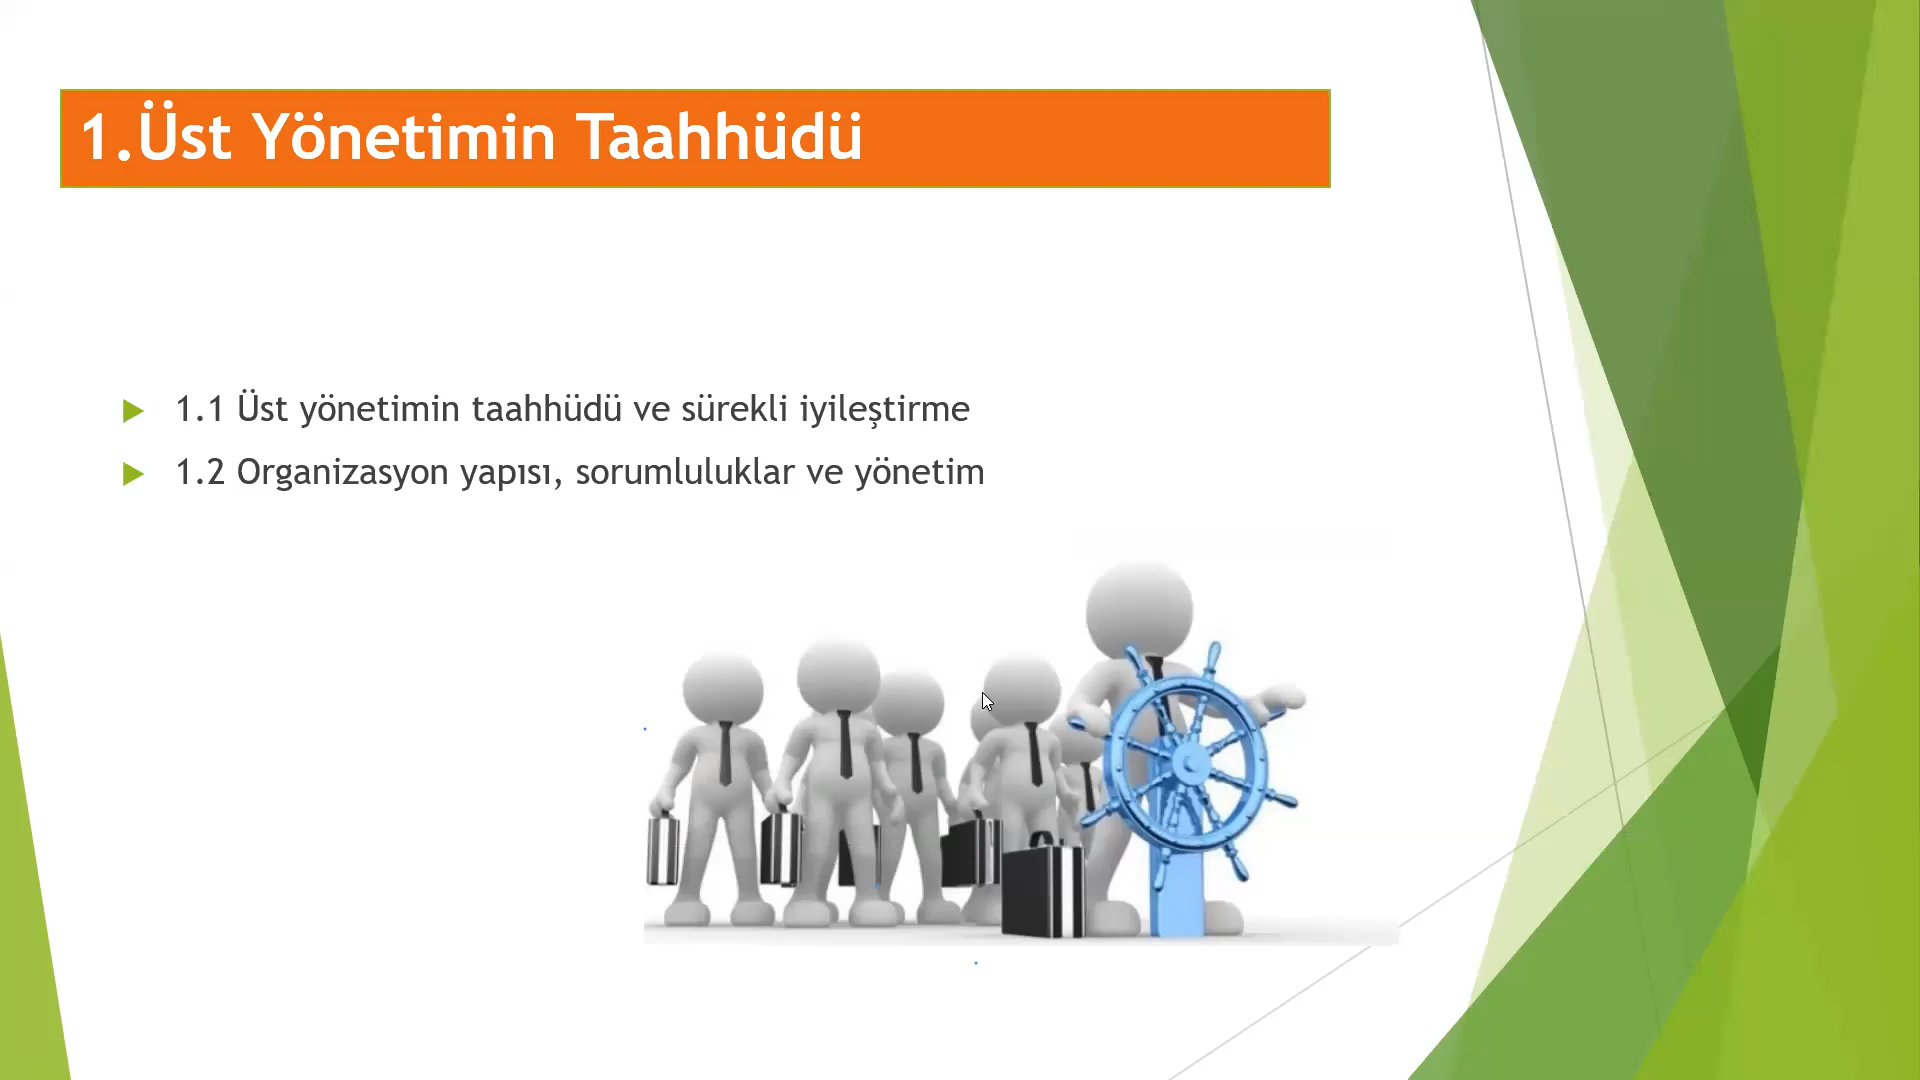 1.Üst Yönetimin Taahhüdü
1.1 Üst yönetimin taahhüdü ve sürekli iyileştirme
1.2 Organizasyon yapısı, sorumluluklar ve yönetim